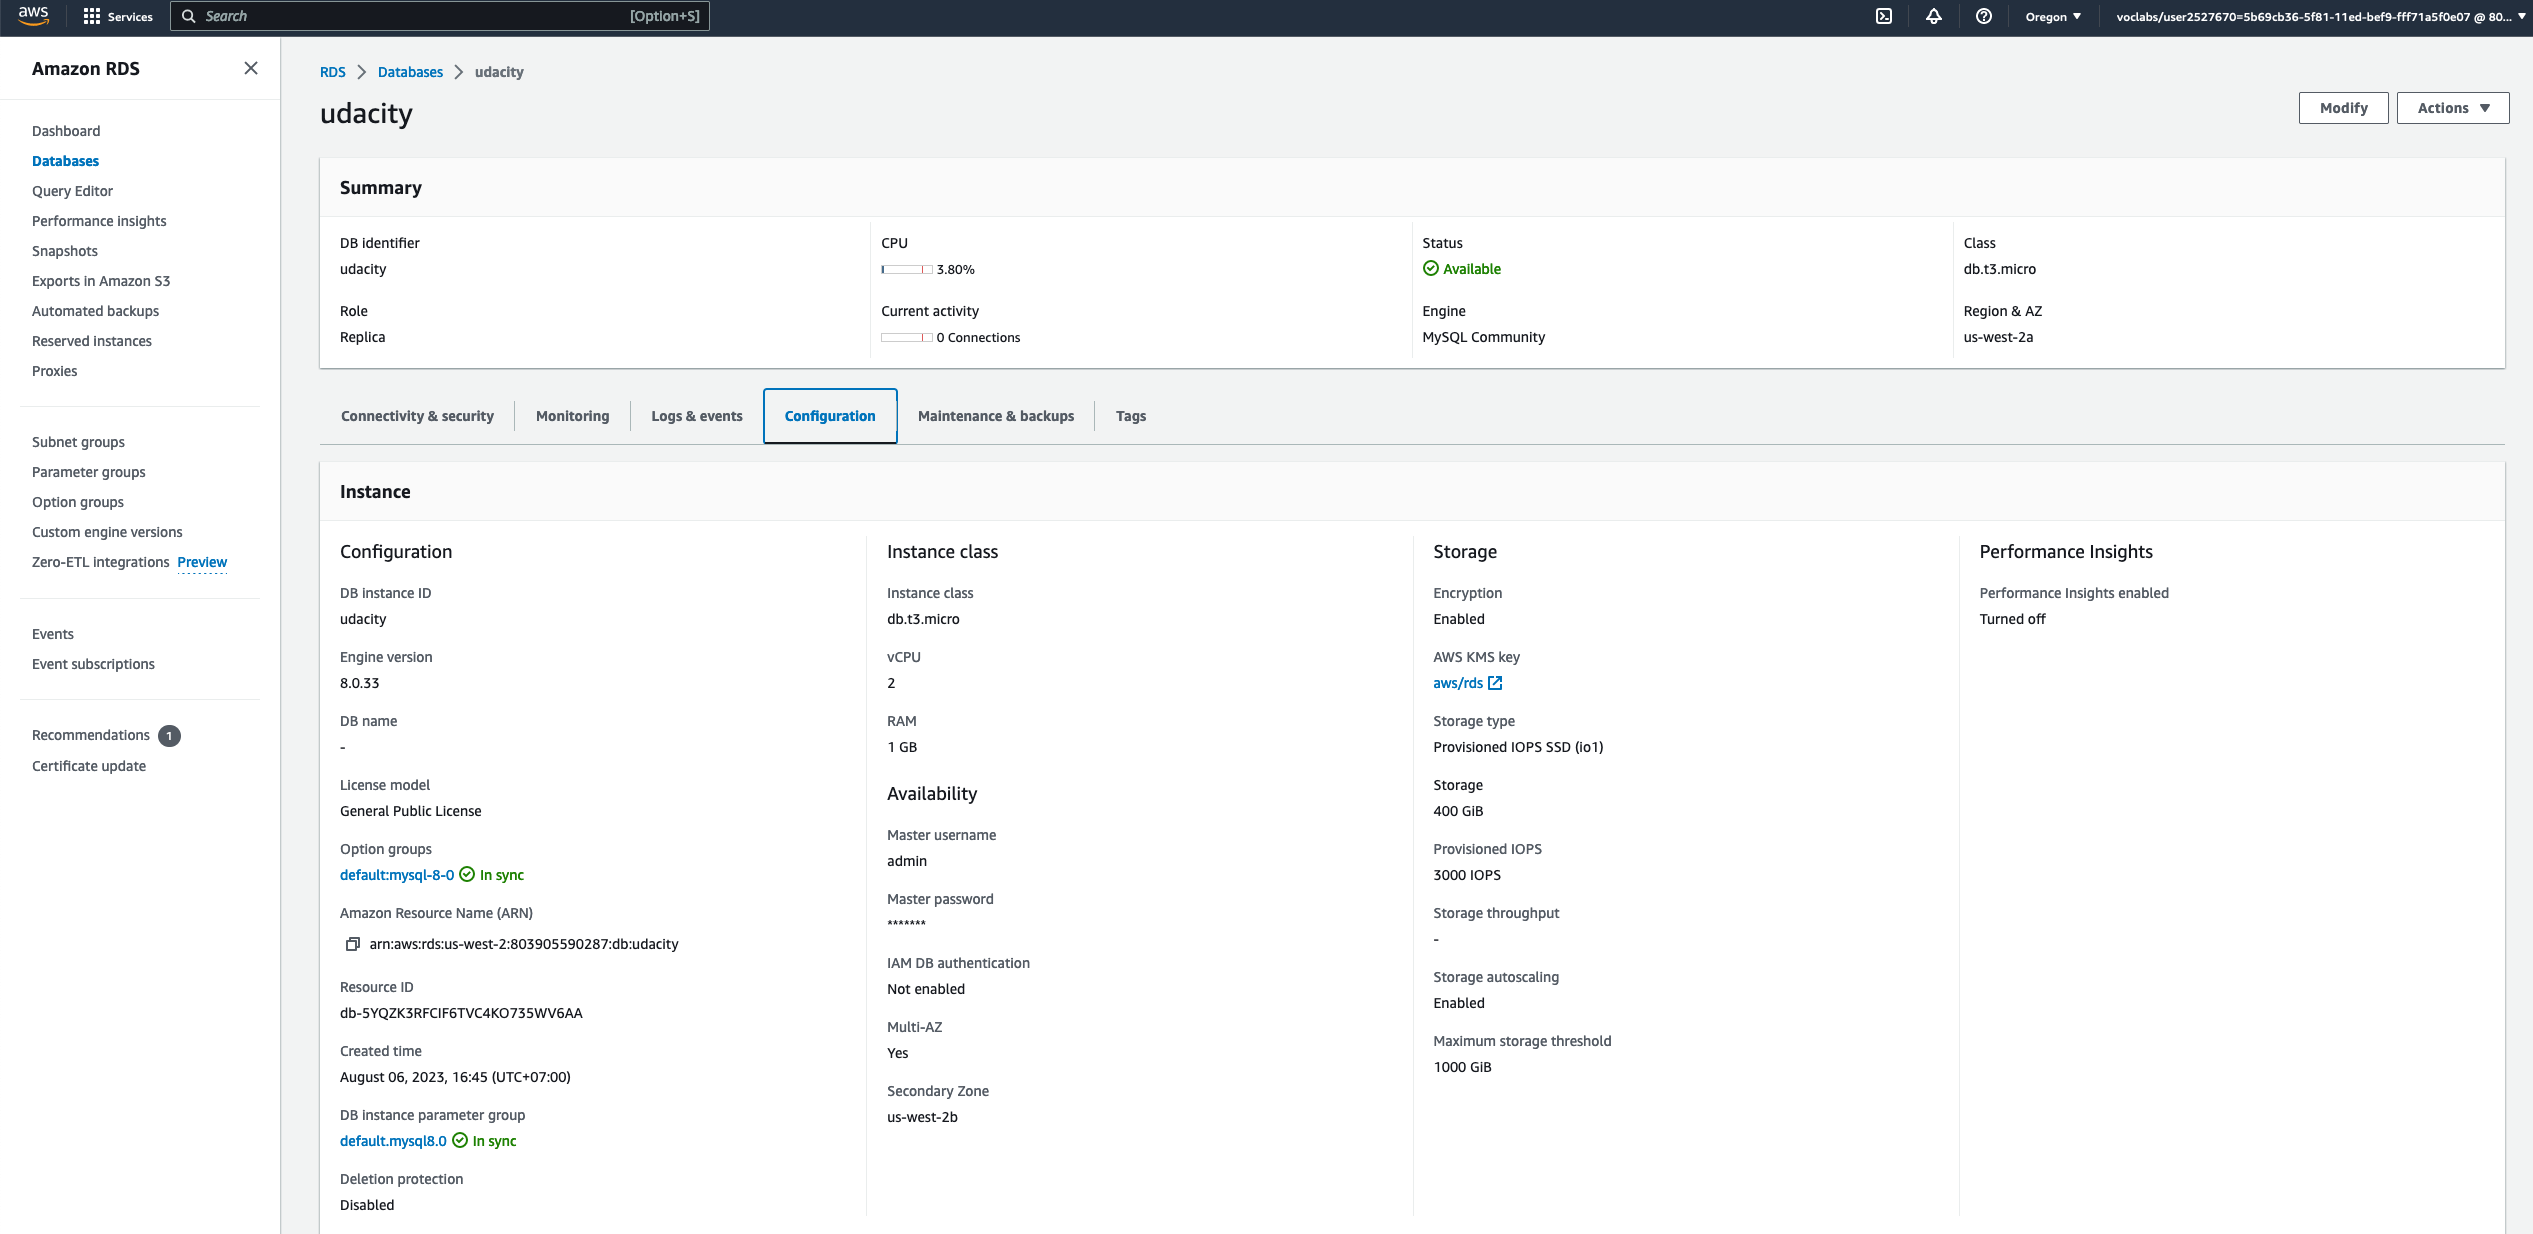 aws
Services
Search
[Option+S]
Oregon
voclabs/user2527670=5b69cb36-5f81-11ed-bef9-fff71a5f0e07 @ 80...
Amazon RDS
Dashboard
Databases
Query Editor
Performance insights
Snapshots
Exports in Amazon S3
Automated backups
Reserved instances
Proxies
Subnet groups
Parameter groups
Option groups
Custom engine versions
Zero-ETL integrations Preview
Events
Event subscriptions
Recommendations 1
Certificate update
RDS > Databases > udacity
udacity
Modify
Actions
Summary
DB identifier
udacity
Role
Replica
CPU
3.80%
Current activity
0 Connections
Status
Available
Engine
MySQL Community
Class
db.t3.micro
Region & AZ
us-west-2a
Connectivity & security
Monitoring
Logs & events
Configuration
Maintenance & backups
Tags
Instance
Configuration
DB instance ID
udacity
Engine version
8.0.33
DB name
-
License model
General Public License
Option groups
default:mysql-8-0 In sync
Amazon Resource Name (ARN)
arn:aws:rds:us-west-2:803905590287:db:udacity
Resource ID
db-5YQZK3RFCIF6TVC4KO735WV6AA
Created time
August 06, 2023, 16:45 (UTC+07:00)
DB instance parameter group
default.mysql8.0 In sync
Deletion protection
Disabled
Instance class
Instance class
db.t3.micro
vCPU
2
RAM
1 GB
Availability
Master username
admin
Master password
*******
IAM DB authentication
Not enabled
Multi-AZ
Yes
Secondary Zone
us-west-2b
Storage
Encryption
Enabled
AWS KMS key
aws/rds
Storage type
Provisioned IOPS SSD (io1)
Storage
400 GiB
Provisioned IOPS
3000 IOPS
Storage throughput
-
Storage autoscaling
Enabled
Maximum storage threshold
1000 GiB
Performance Insights
Performance Insights enabled
Turned off